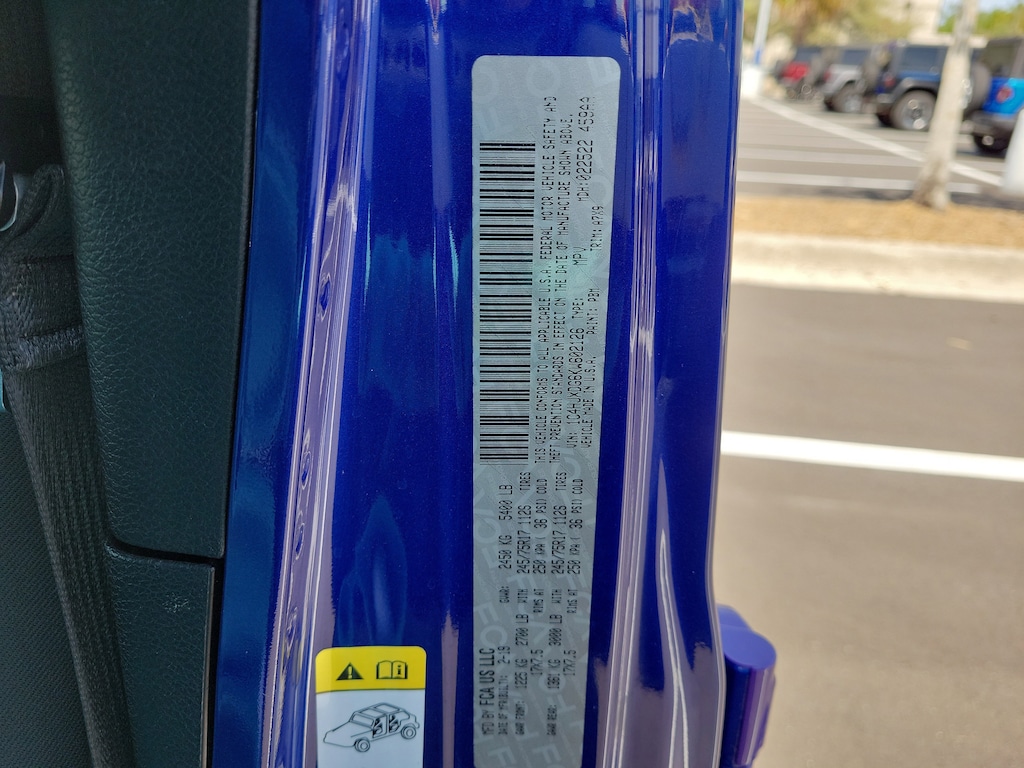 MFD BY FCA US LLC
DATE OF MFR 2-19 GVWR: 2450 KG 5400 LB
GAWR FRONT: 1225 KG 2700 LB WITH 245/75R17 112S TIRES
17X7.5 RIMS AT 250 KPA( 36 PSI) COLD
GAWR REAR: 1361 KG 3000 LB WITH 245/75R17 112S TIRES
17X7.5 RIMS AT 250 KPA( 36 PSI) COLD
THIS VEHICLE CONFORMS TO ALL APPLICABLE U.S.A. FEDERAL MOTOR VEHICLE SAFETY AND
THEFT PREVENTION STANDARDS IN EFFECT ON THE DATE OF MANUFACTURE SHOWN ABOVE.
VIN: 1C4HJXDG6KW602126 TYPE: MPV MDH:022522 459AA
VEHICLE MADE IN U.S.A. PAINT: PBM TRIM: A7X9